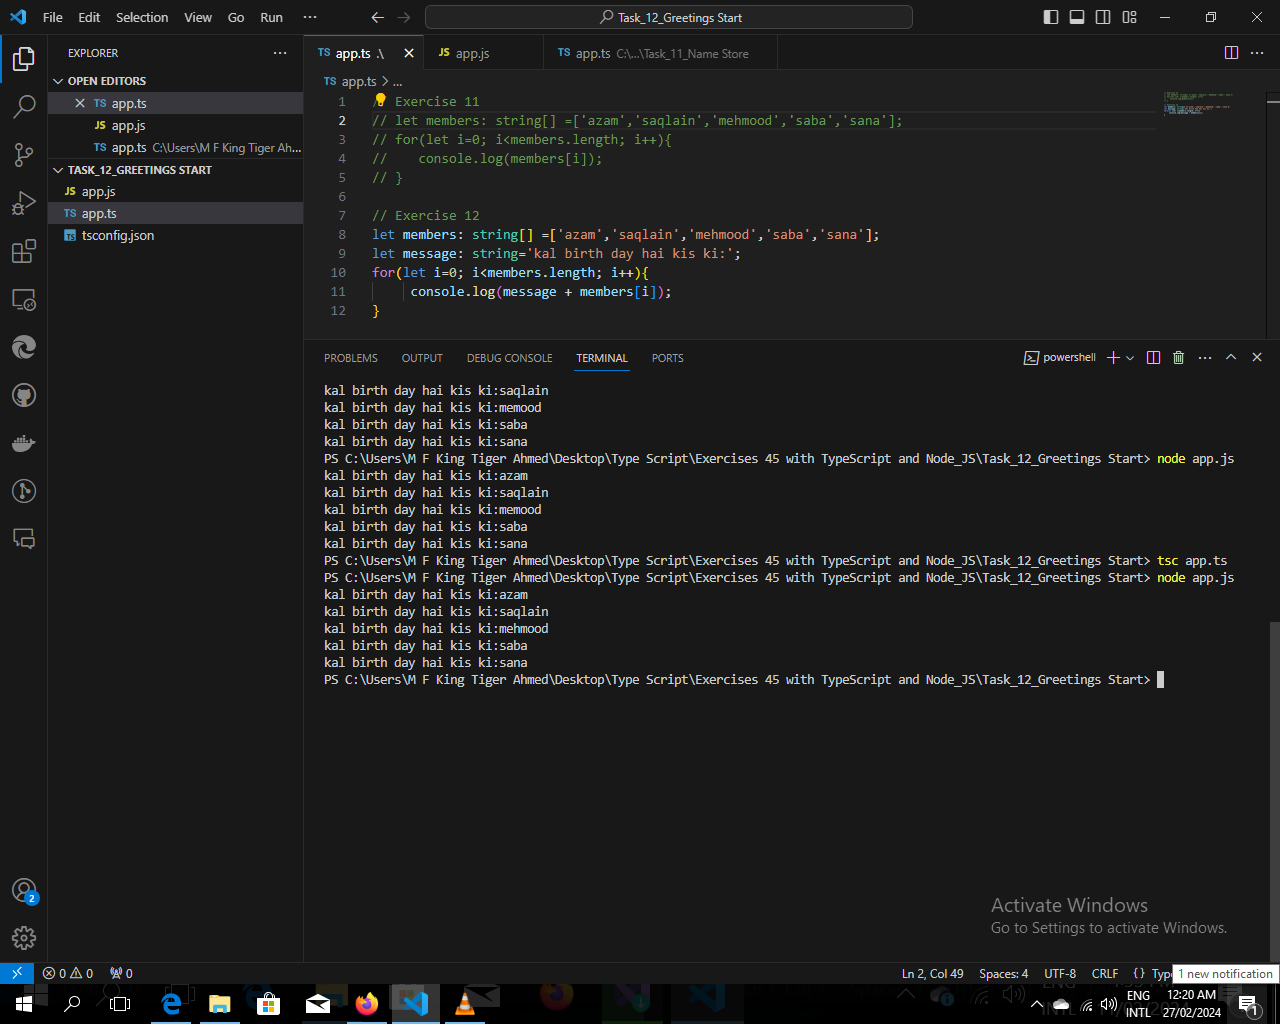 File Edit Selection View Go Run ··· Task_12_Greetings Start
EXPLORER ···
OPEN EDITORS
TS app.ts
JS app.js
TS app.ts C:\Users\M F King Tiger Ah...
TASK_12_GREETINGS START
JS app.js
TS app.ts
TS tsconfig.json
TS app.ts .\ JS app.js TS app.ts C:\...\Task_11_Name Store ···
TS app.ts > ...
1 // Exercise 11
2 // let members: string[] =['azam','saqlain','mehmood','saba','sana'];
3 // for(let i=0; i<members.length; i++){
4 //    console.log(members[i]);
5 // }
6
7 // Exercise 12
8 let members: string[] =['azam','saqlain','mehmood','saba','sana'];
9 let message: string='kal birth day hai kis ki:';
10 for(let i=0; i<members.length; i++){
11      console.log(message + members[i]);
12 }
PROBLEMS OUTPUT DEBUG CONSOLE TERMINAL PORTS powershell ···
kal birth day hai kis ki:saqlain
kal birth day hai kis ki:memood
kal birth day hai kis ki:saba
kal birth day hai kis ki:sana
PS C:\Users\M F King Tiger Ahmed\Desktop\Type Script\Exercises 45 with TypeScript and Node_JS\Task_12_Greetings Start> node app.js
kal birth day hai kis ki:azam
kal birth day hai kis ki:saqlain
kal birth day hai kis ki:memood
kal birth day hai kis ki:saba
kal birth day hai kis ki:sana
PS C:\Users\M F King Tiger Ahmed\Desktop\Type Script\Exercises 45 with TypeScript and Node_JS\Task_12_Greetings Start> tsc app.ts
PS C:\Users\M F King Tiger Ahmed\Desktop\Type Script\Exercises 45 with TypeScript and Node_JS\Task_12_Greetings Start> node app.js
kal birth day hai kis ki:azam
kal birth day hai kis ki:saqlain
kal birth day hai kis ki:mehmood
kal birth day hai kis ki:saba
kal birth day hai kis ki:sana
PS C:\Users\M F King Tiger Ahmed\Desktop\Type Script\Exercises 45 with TypeScript and Node_JS\Task_12_Greetings Start>
2
Activate Windows
Go to Settings to activate Windows.
0 0 0 Ln 2, Col 49 Spaces: 4 UTF-8 CRLF {} Typ
1 new notification
ENG 12:20 AM
INTL 27/02/2024 1